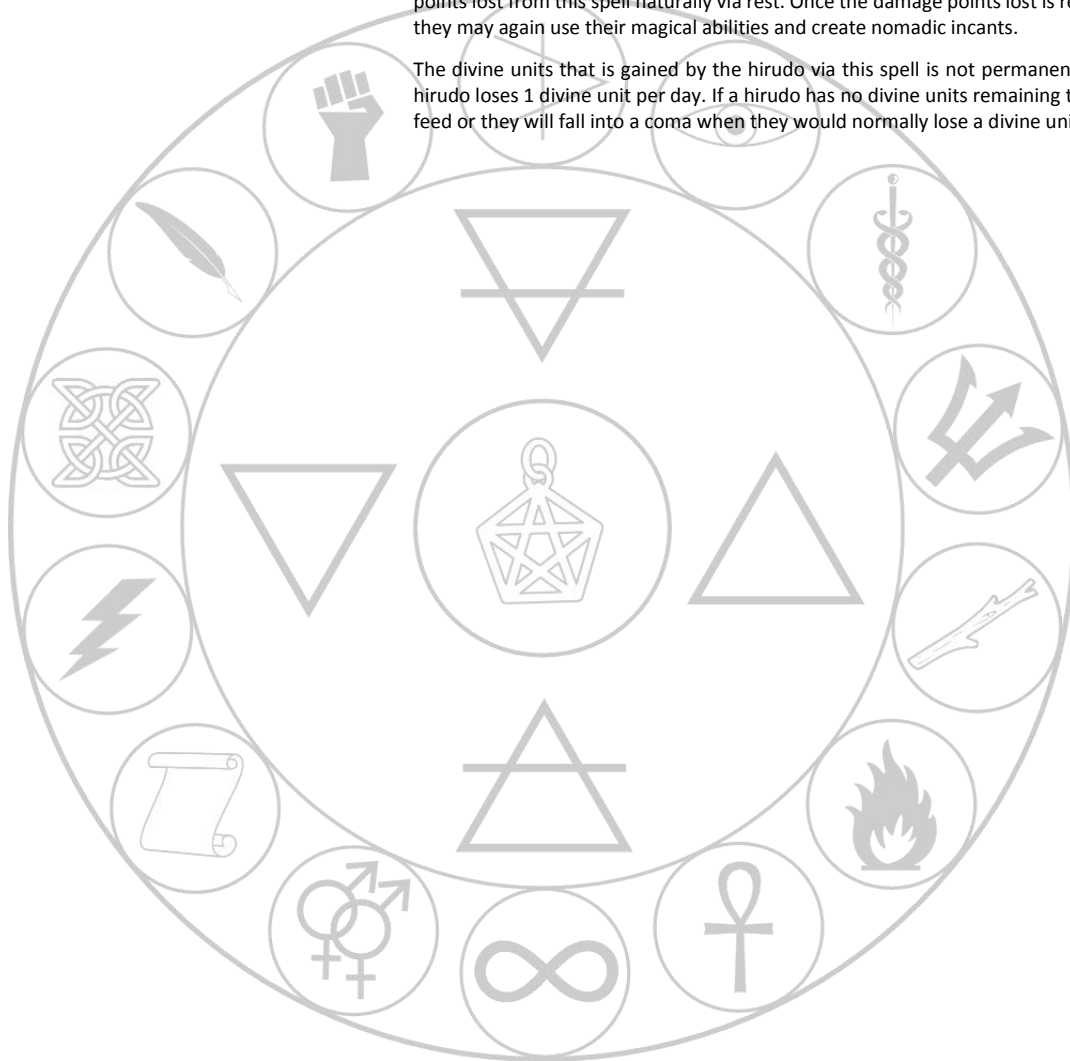 points lost from this spell naturally via rest. Once the damage points lost is
they may again use their magical abilities and create nomadic incants.
The divine units that is gained by the hirudo via this spell is not
hirudo loses 1 divine unit per day. If a hirudo has no divine units remaining
feed or they will fall into a coma when they would normally lose a divine